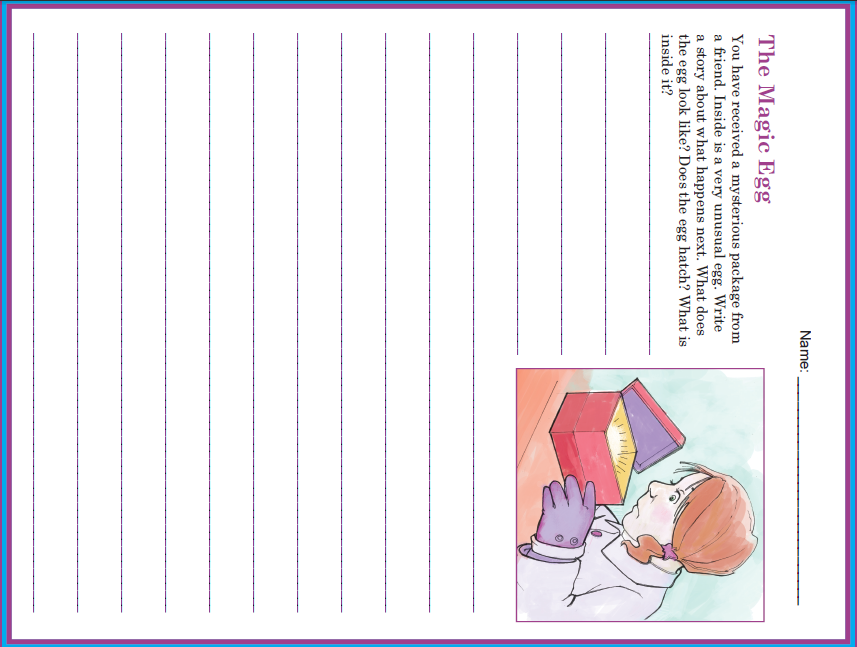 Name:
The Magic Egg
You have received a mysterious package from
a friend. Inside is a very unusual egg. Write
a story about what happens next. What does
the egg look like? Does the egg hatch? What is
inside it?